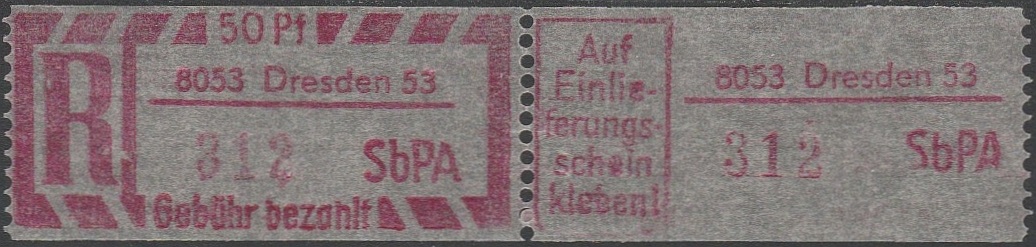 50 Pf
R
8053 Dresden 53
312 SbPA
Gebühr bezahlt
Auf
Einlie-
ferungs-
schein
kleben!
8053 Dresden 53
312 SbPA